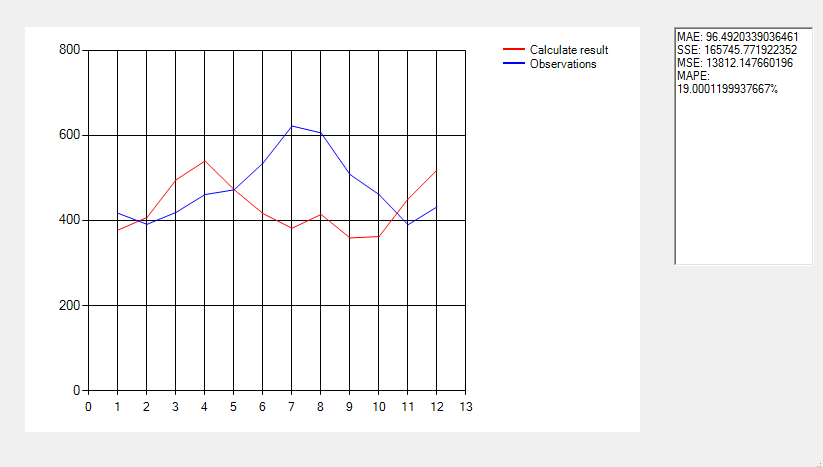 800
600
400
200
0
0 1 2 3 4 5 6 7 8 9 10 11 12 13
Calculate result
Observations
MAE: 96.4920339036461
SSE: 165745.771922352
MSE: 13812.147660196
MAPE:
19.0001199937667%